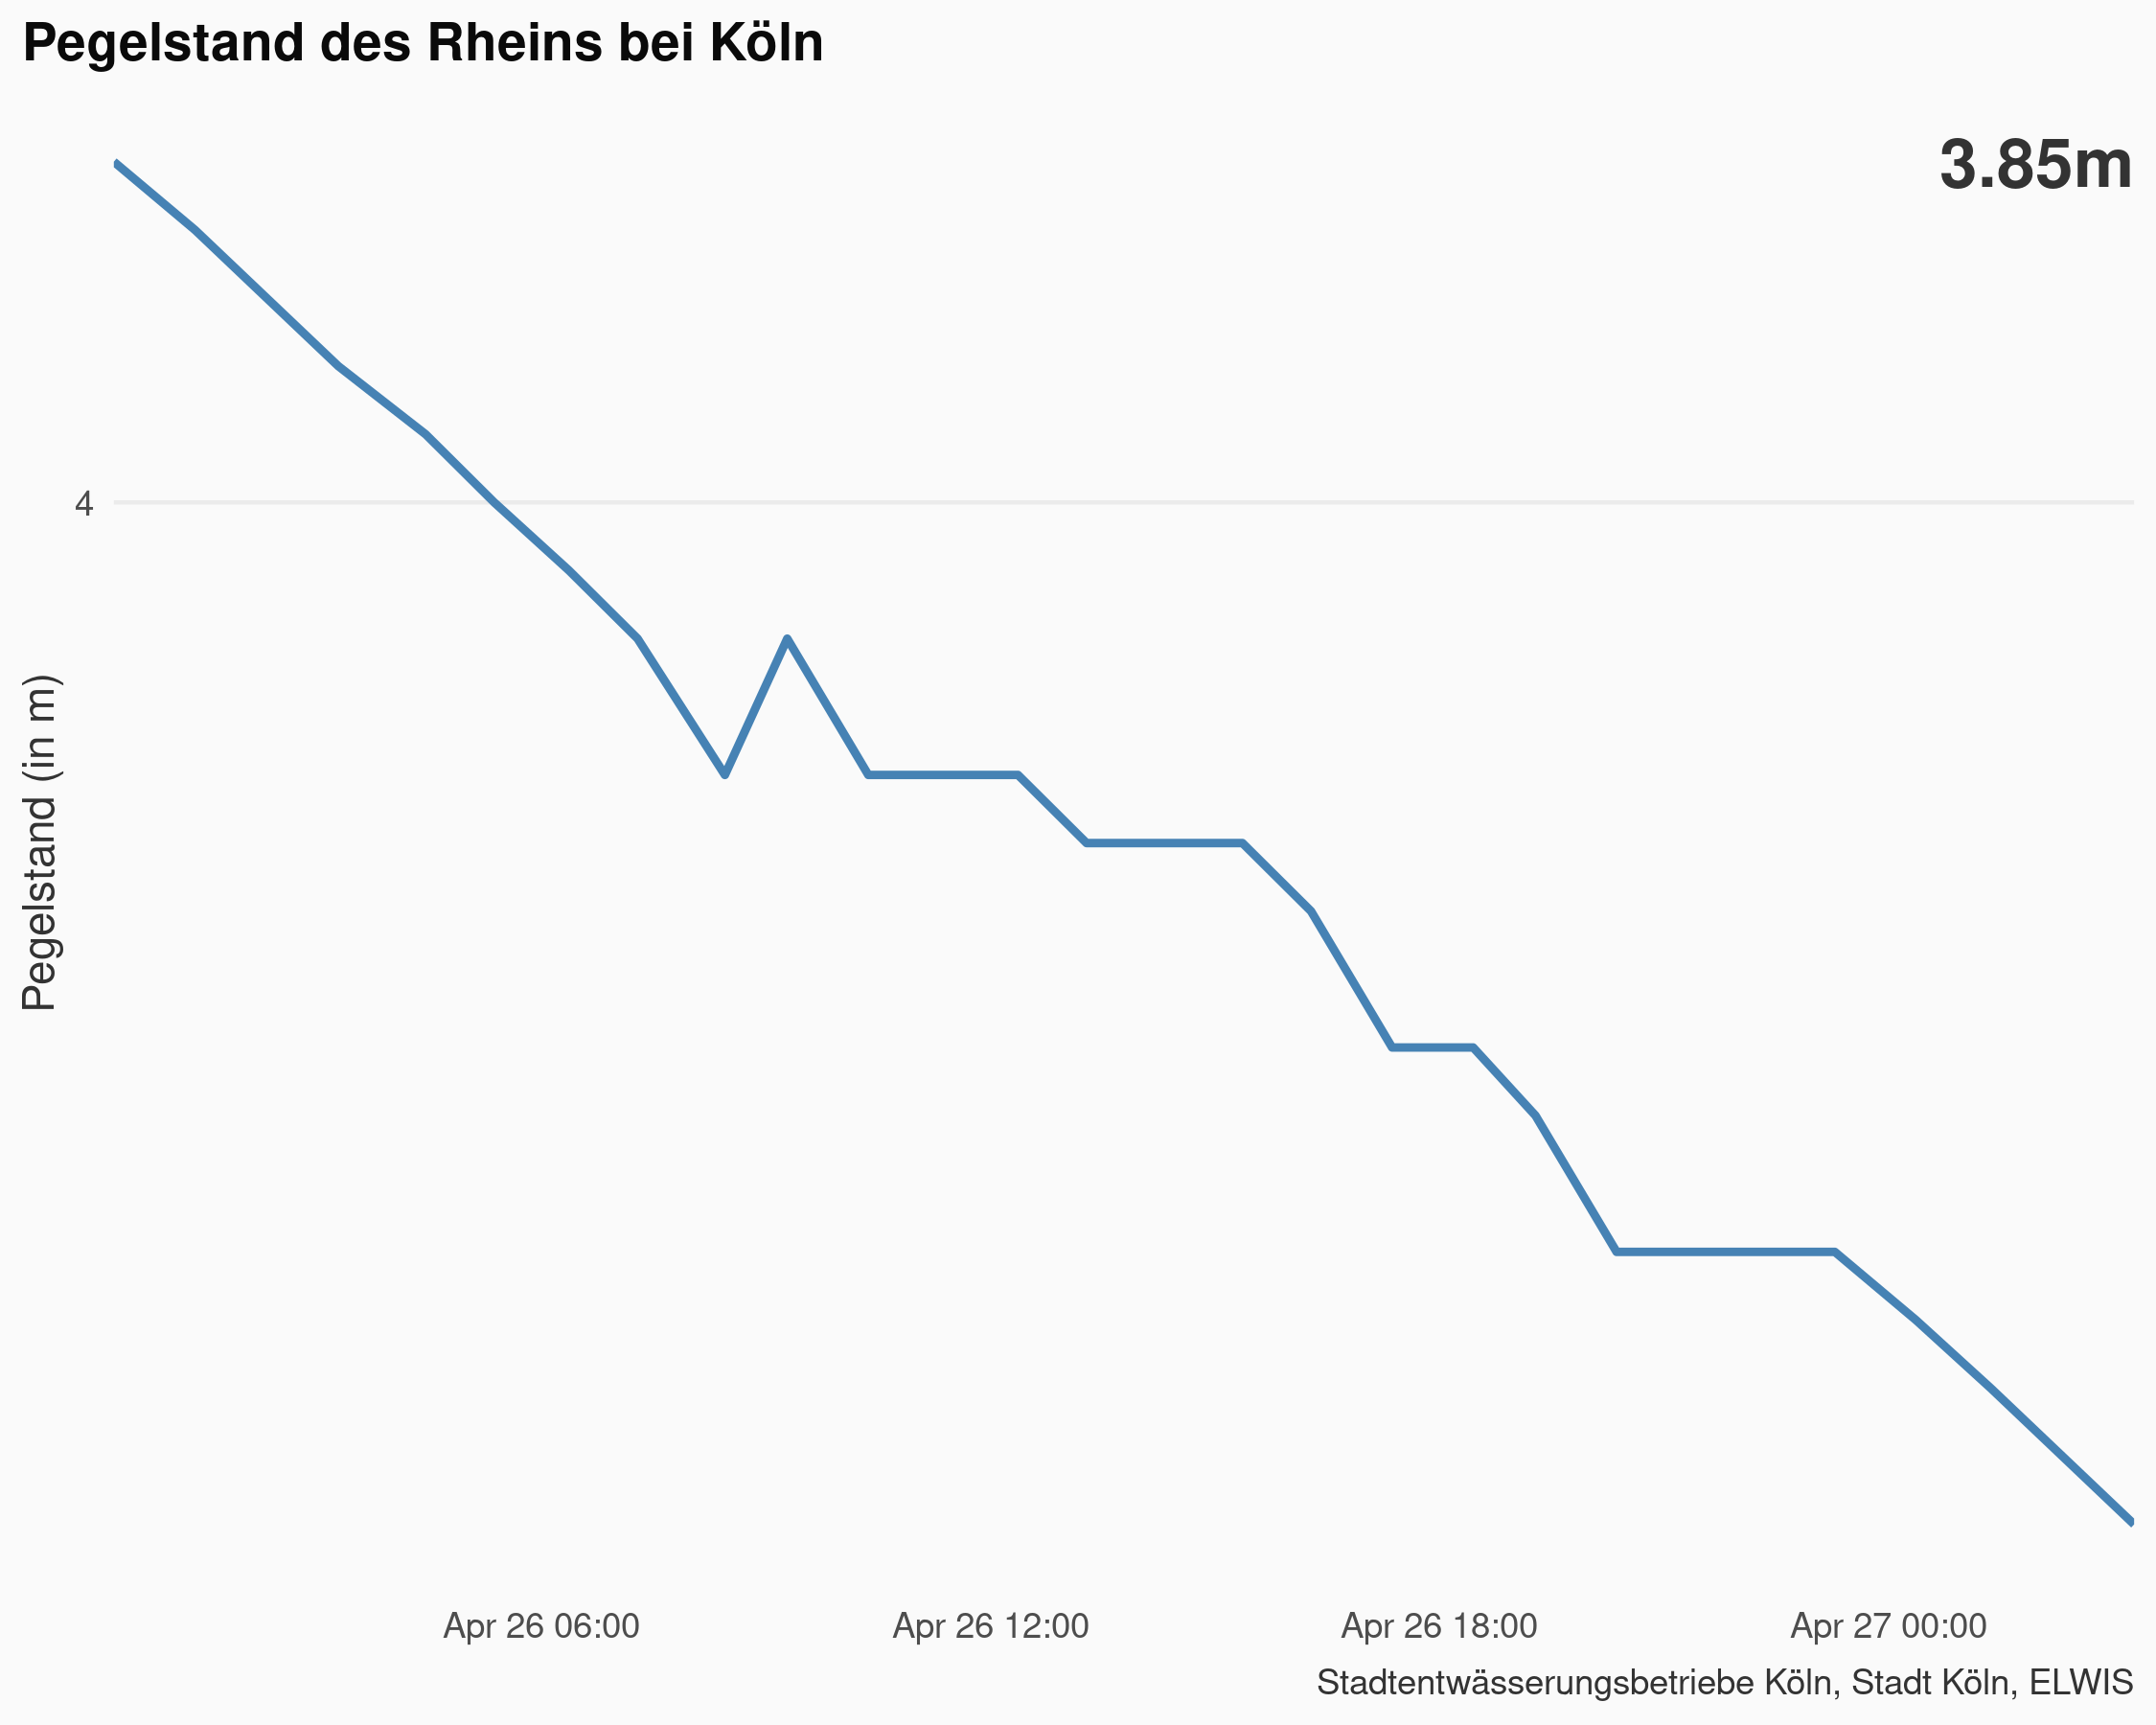 Pegelstand des Rheins bei Köln
3.85m
4
Pegelstand (in m)
Apr 26 06:00 Apr 26 12:00 Apr 26 18:00 Apr 27 00:00
Stadtentwässerungsbetriebe Köln, Stadt Köln, ELWIS